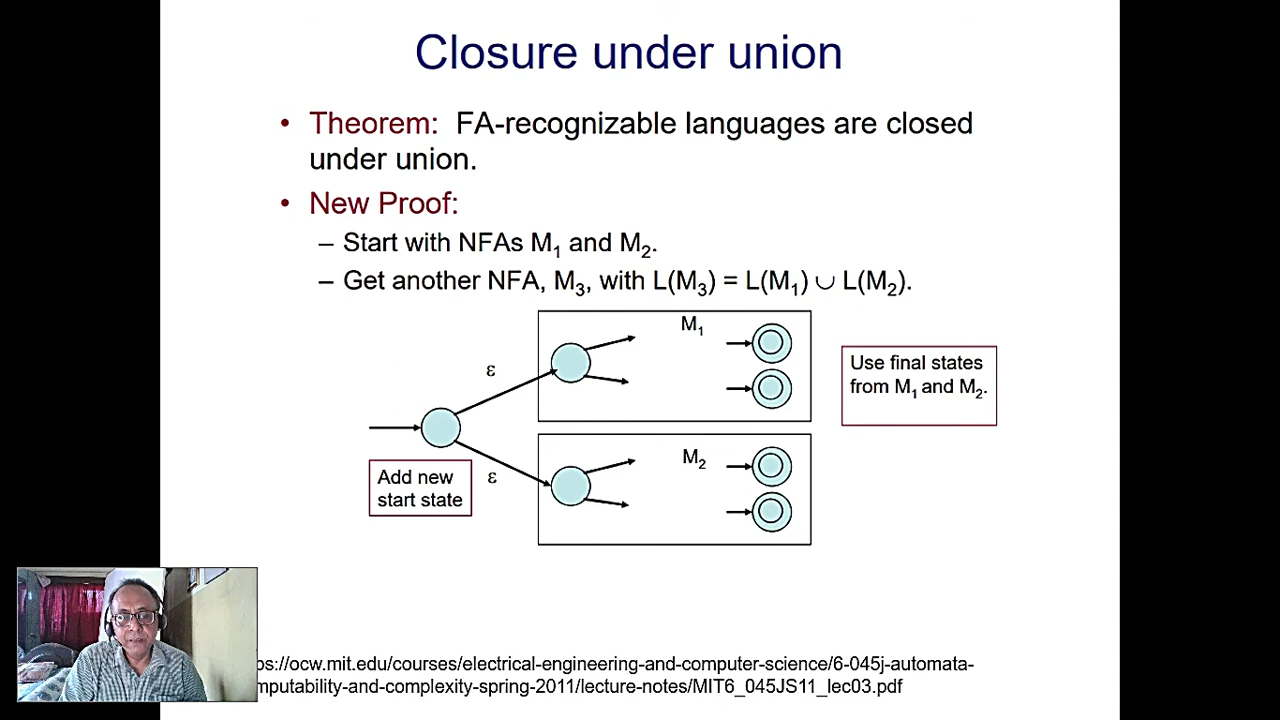 Closure under union
• Theorem: FA-recognizable languages are closed
under union.
• New Proof:
– Start with NFAs M₁ and M₂.
– Get another NFA, M₃, with L(M₃) = L(M₁) ∪ L(M₂).
M₁
Use final states
from M₁ and M₂.
ε
M₂
ε
Add new
start state
ps://ocw.mit.edu/courses/electrical-engineering-and-computer-science/6-045j-automata-
mputability-and-complexity-spring-2011/lecture-notes/MIT6_045JS11_lec03.pdf